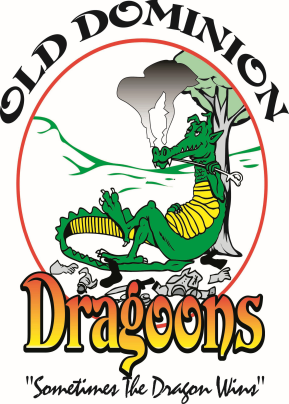 OLD DOMINION
Dragoons
"Sometimes The Dragon Wins"